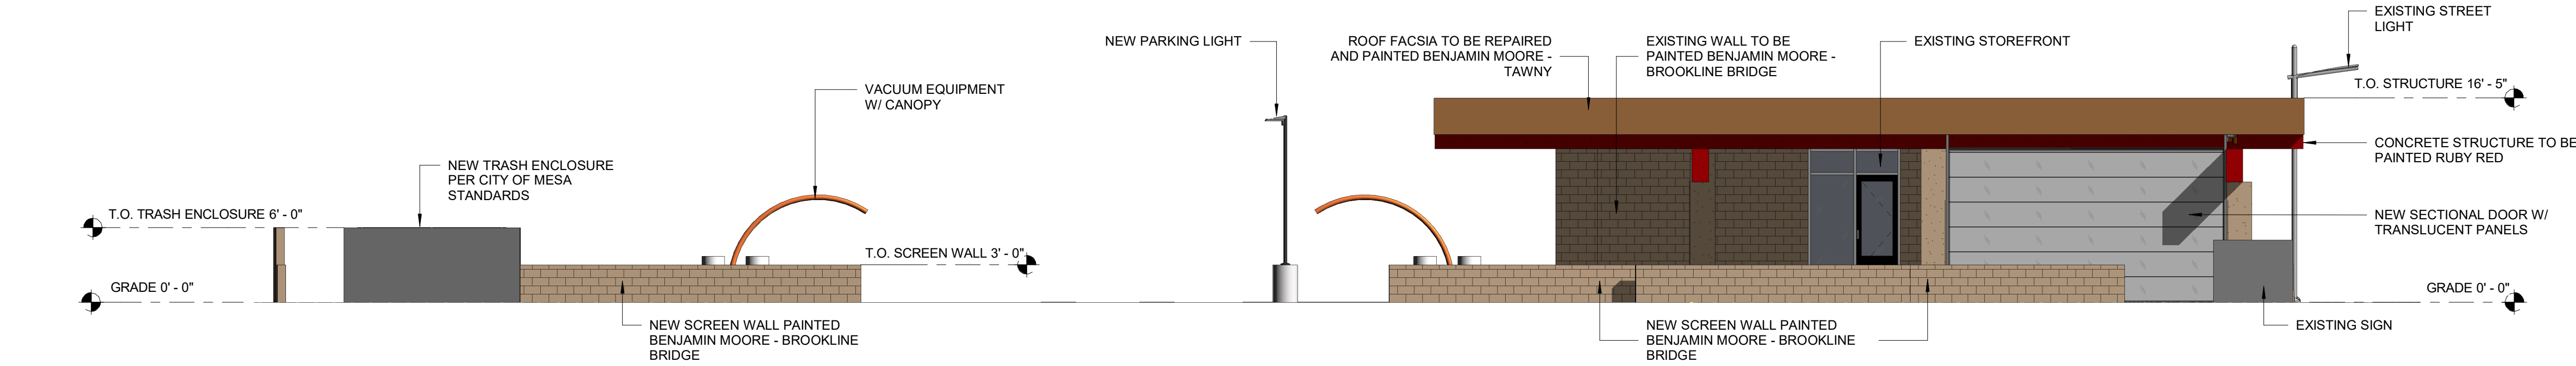 EXISTING STREET
LIGHT
NEW PARKING LIGHT
ROOF FACSIA TO BE REPAIRED
AND PAINTED BENJAMIN MOORE -
TAWNY
EXISTING WALL TO BE
PAINTED BENJAMIN MOORE -
BROOKLINE BRIDGE
EXISTING STOREFRONT
VACUUM EQUIPMENT
W/ CANOPY
T.O. STRUCTURE 16' - 5"
CONCRETE STRUCTURE TO BE
PAINTED RUBY RED
NEW TRASH ENCLOSURE
PER CITY OF MESA
STANDARDS
T.O. TRASH ENCLOSURE 6' - 0"
NEW SECTIONAL DOOR W/
TRANSLUCENT PANELS
T.O. SCREEN WALL 3' - 0"
GRADE 0' - 0"
GRADE 0' - 0"
NEW SCREEN WALL PAINTED
BENJAMIN MOORE - BROOKLINE
BRIDGE
NEW SCREEN WALL PAINTED
BENJAMIN MOORE - BROOKLINE
BRIDGE
EXISTING SIGN